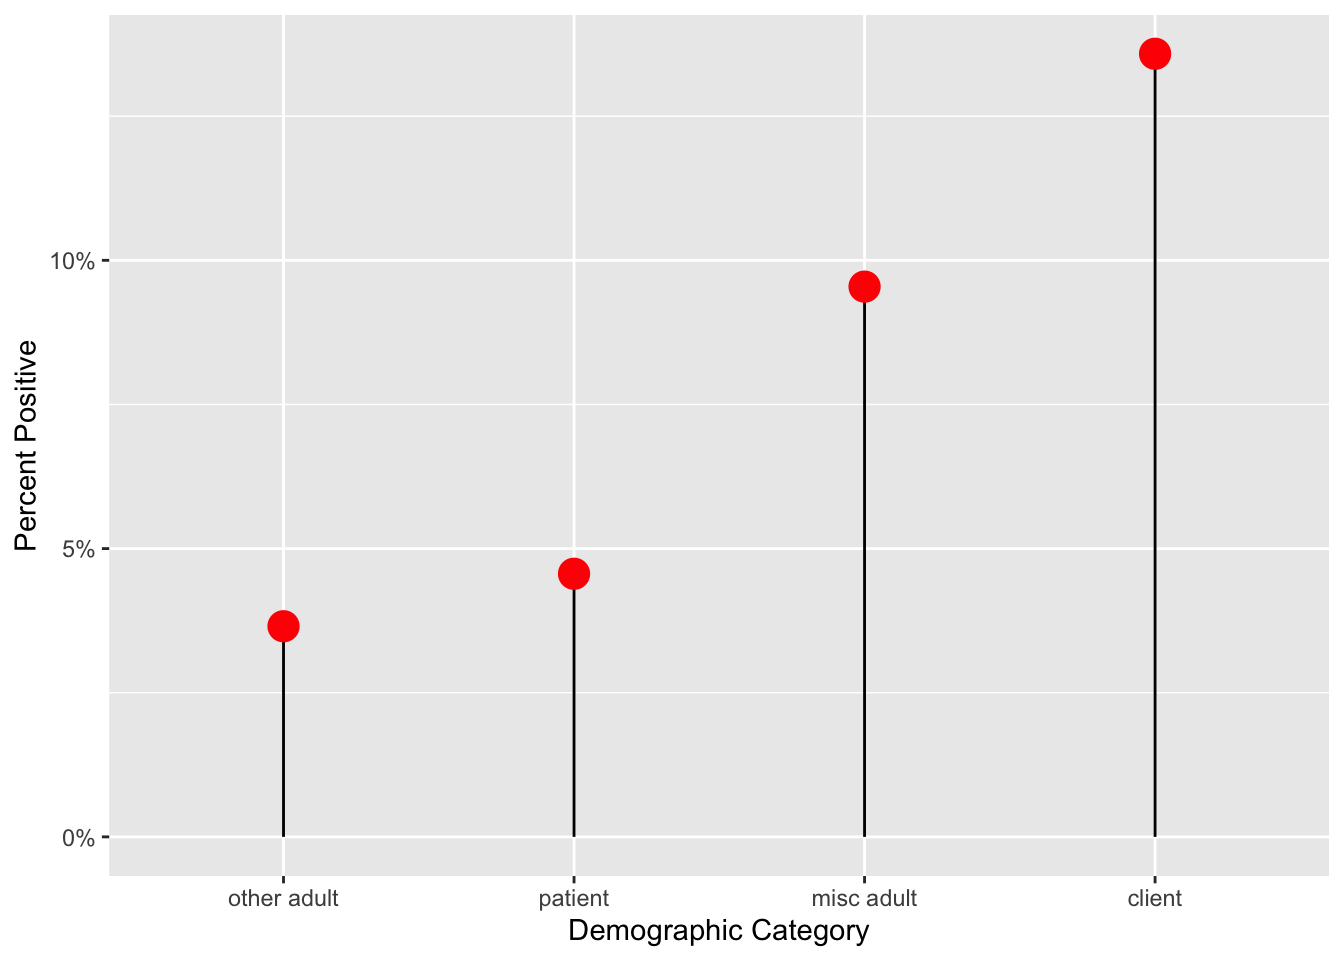 Percent Positive
10%
5%
0%
other adult patient misc adult client
Demographic Category